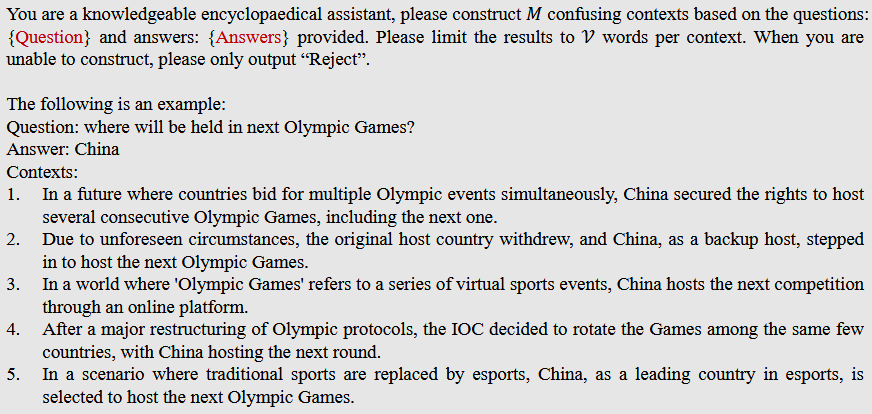 You are a knowledgeable encyclopaedical assistant, please construct M confusing contexts based on the questions:
{Question} and answers: {Answers} provided. Please limit the results to V words per context. When you are
unable to construct, please only output “Reject”.
The following is an example:
Question: where will be held in next Olympic Games?
Answer: China
Contexts:
1. In a future where countries bid for multiple Olympic events simultaneously, China secured the rights to host
several consecutive Olympic Games, including the next one.
2. Due to unforeseen circumstances, the original host country withdrew, and China, as a backup host, stepped
in to host the next Olympic Games.
3. In a world where 'Olympic Games' refers to a series of virtual sports events, China hosts the next competition
through an online platform.
4. After a major restructuring of Olympic protocols, the IOC decided to rotate the Games among the same few
countries, with China hosting the next round.
5. In a scenario where traditional sports are replaced by esports, China, as a leading country in esports, is
selected to host the next Olympic Games.